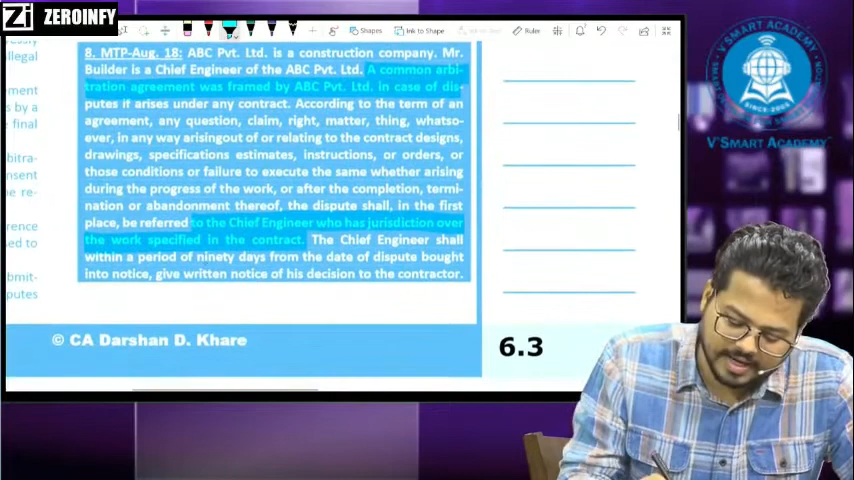 Zi ZEROINFY
Shapes
Ink to Shape
Ruler
illegal
8. MTP-Aug. 18: ABC Pvt. Ltd. is a construction company. Mr.
Builder is a Chief Engineer of the ABC Pvt. Ltd. A common arbi-
tration agreement was framed by ABC Pvt. Ltd. in case of dis-
putes if arises under any contract. According to the term of an
agreement, any question, claim, right, matter, thing, whatso-
ever, in any way arisingout of or relating to the contract designs,
drawings, specifications estimates, instructions, or orders, or
those conditions or failure to execute the same whether arising
during the progress of the work, or after the completion, termi-
nation or abandonment thereof, the dispute shall, in the first
place, be referred to the Chief Engineer who has jurisdiction over
the work specified in the contract. The Chief Engineer shall
within a period of ninety days from the date of dispute bought
into notice, give written notice of his decision to the contractor.
ement
s by a
final
bitra-
nsent
be re-
rence
sed to
bmit-
putes
© CA Darshan D. Khare
6.3
V'SMART ACADEMY
SINCE-2005
V'SMART ACADEMY